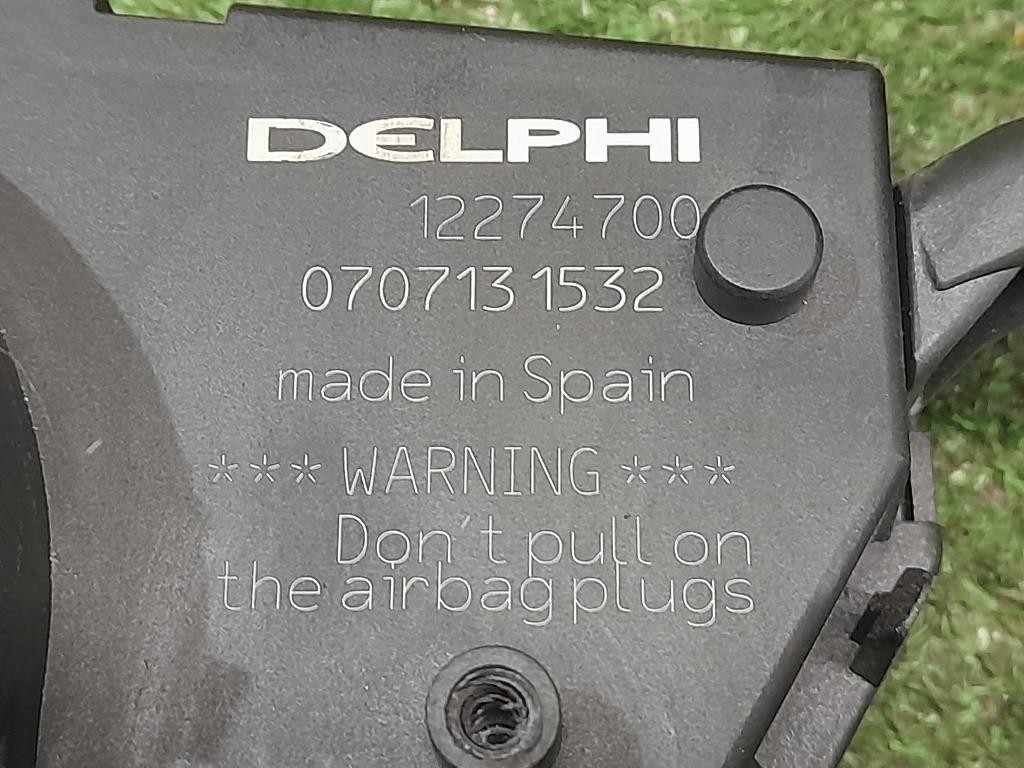 DELPHI
12274700
070713 1532
made in Spain
*** WARNING ***
Don't pull on
the airbag plugs